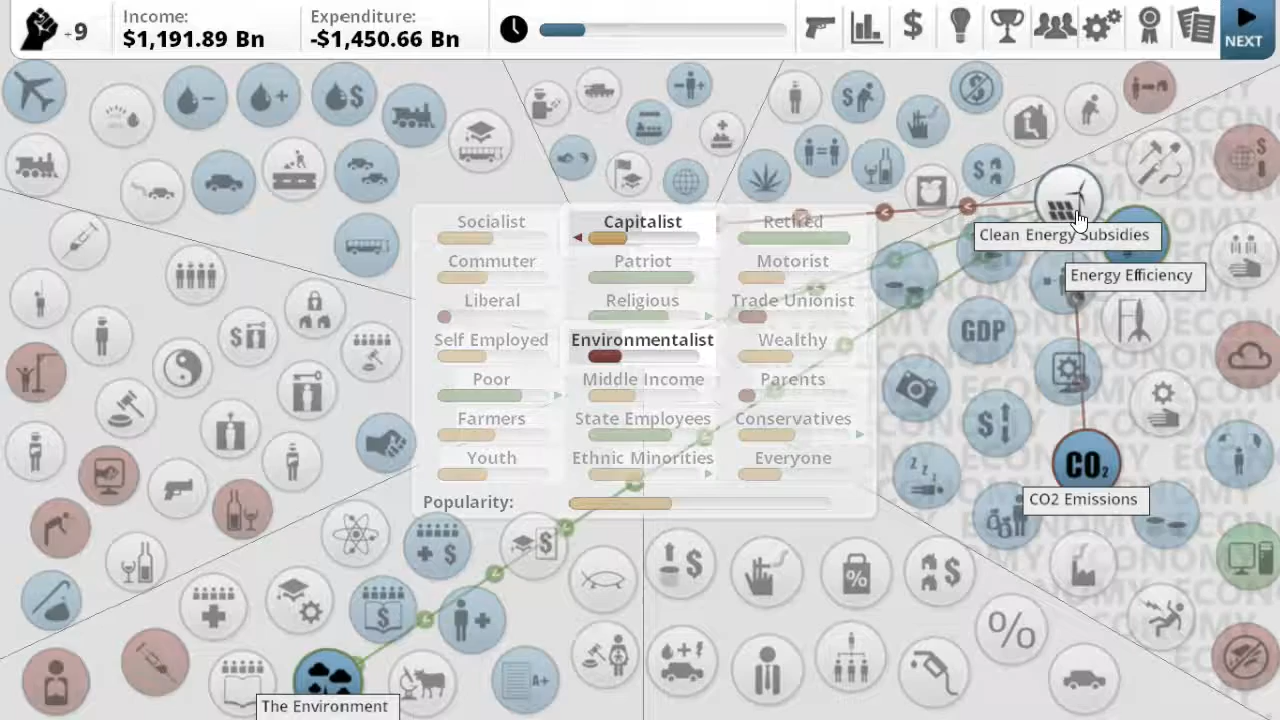 +9
Income:
$1,191.89 Bn
Expenditure:
-$1,450.66 Bn
NEXT
Socialist
Capitalist
Retired
Commuter
Patriot
Motorist
Liberal
Religious
Trade Unionist
Self Employed
Environmentalist
Wealthy
Poor
Middle Income
Parents
Farmers
State Employees
Conservatives
Youth
Ethnic Minorities
Everyone
Popularity:
Clean Energy Subsidies
Energy Efficiency
GDP
CO₂
CO2 Emissions
The Environment
A+
ECONOMY